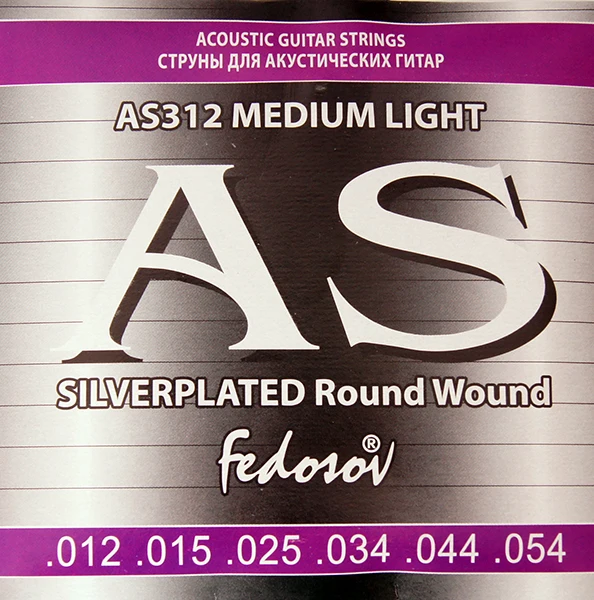 ACOUSTIC GUITAR STRINGS
СТРУНЫ ДЛЯ АКУСТИЧЕСКИХ ГИТАР
AS312 MEDIUM LIGHT
AS
SILVERPLATED Round Wound
fedosov®
.012 .015 .025 .034 .044 .054